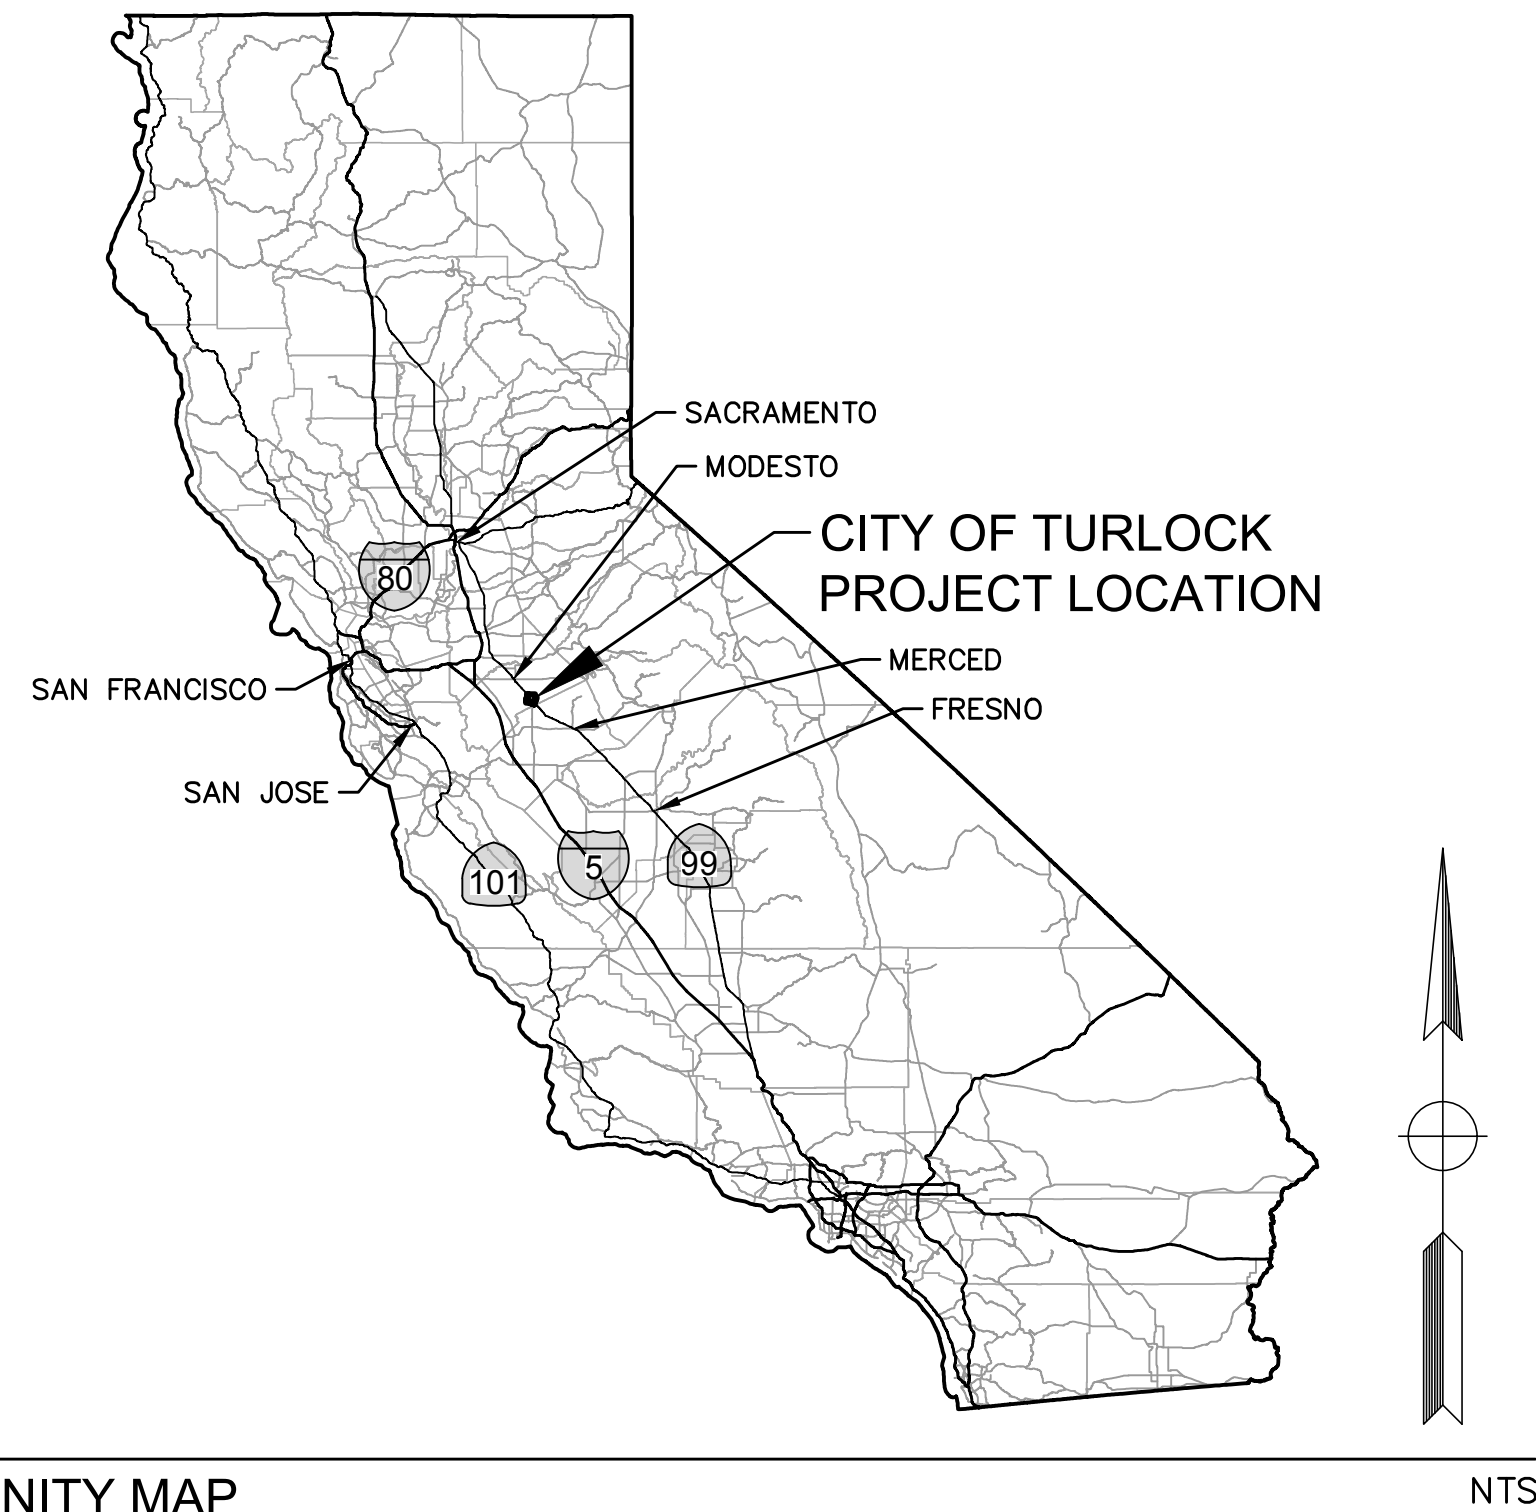 SACRAMENTO
MODESTO
CITY OF TURLOCK
PROJECT LOCATION
80
MERCED
SAN FRANCISCO
FRESNO
SAN JOSE
101
5
99
NITY MAP
NTS